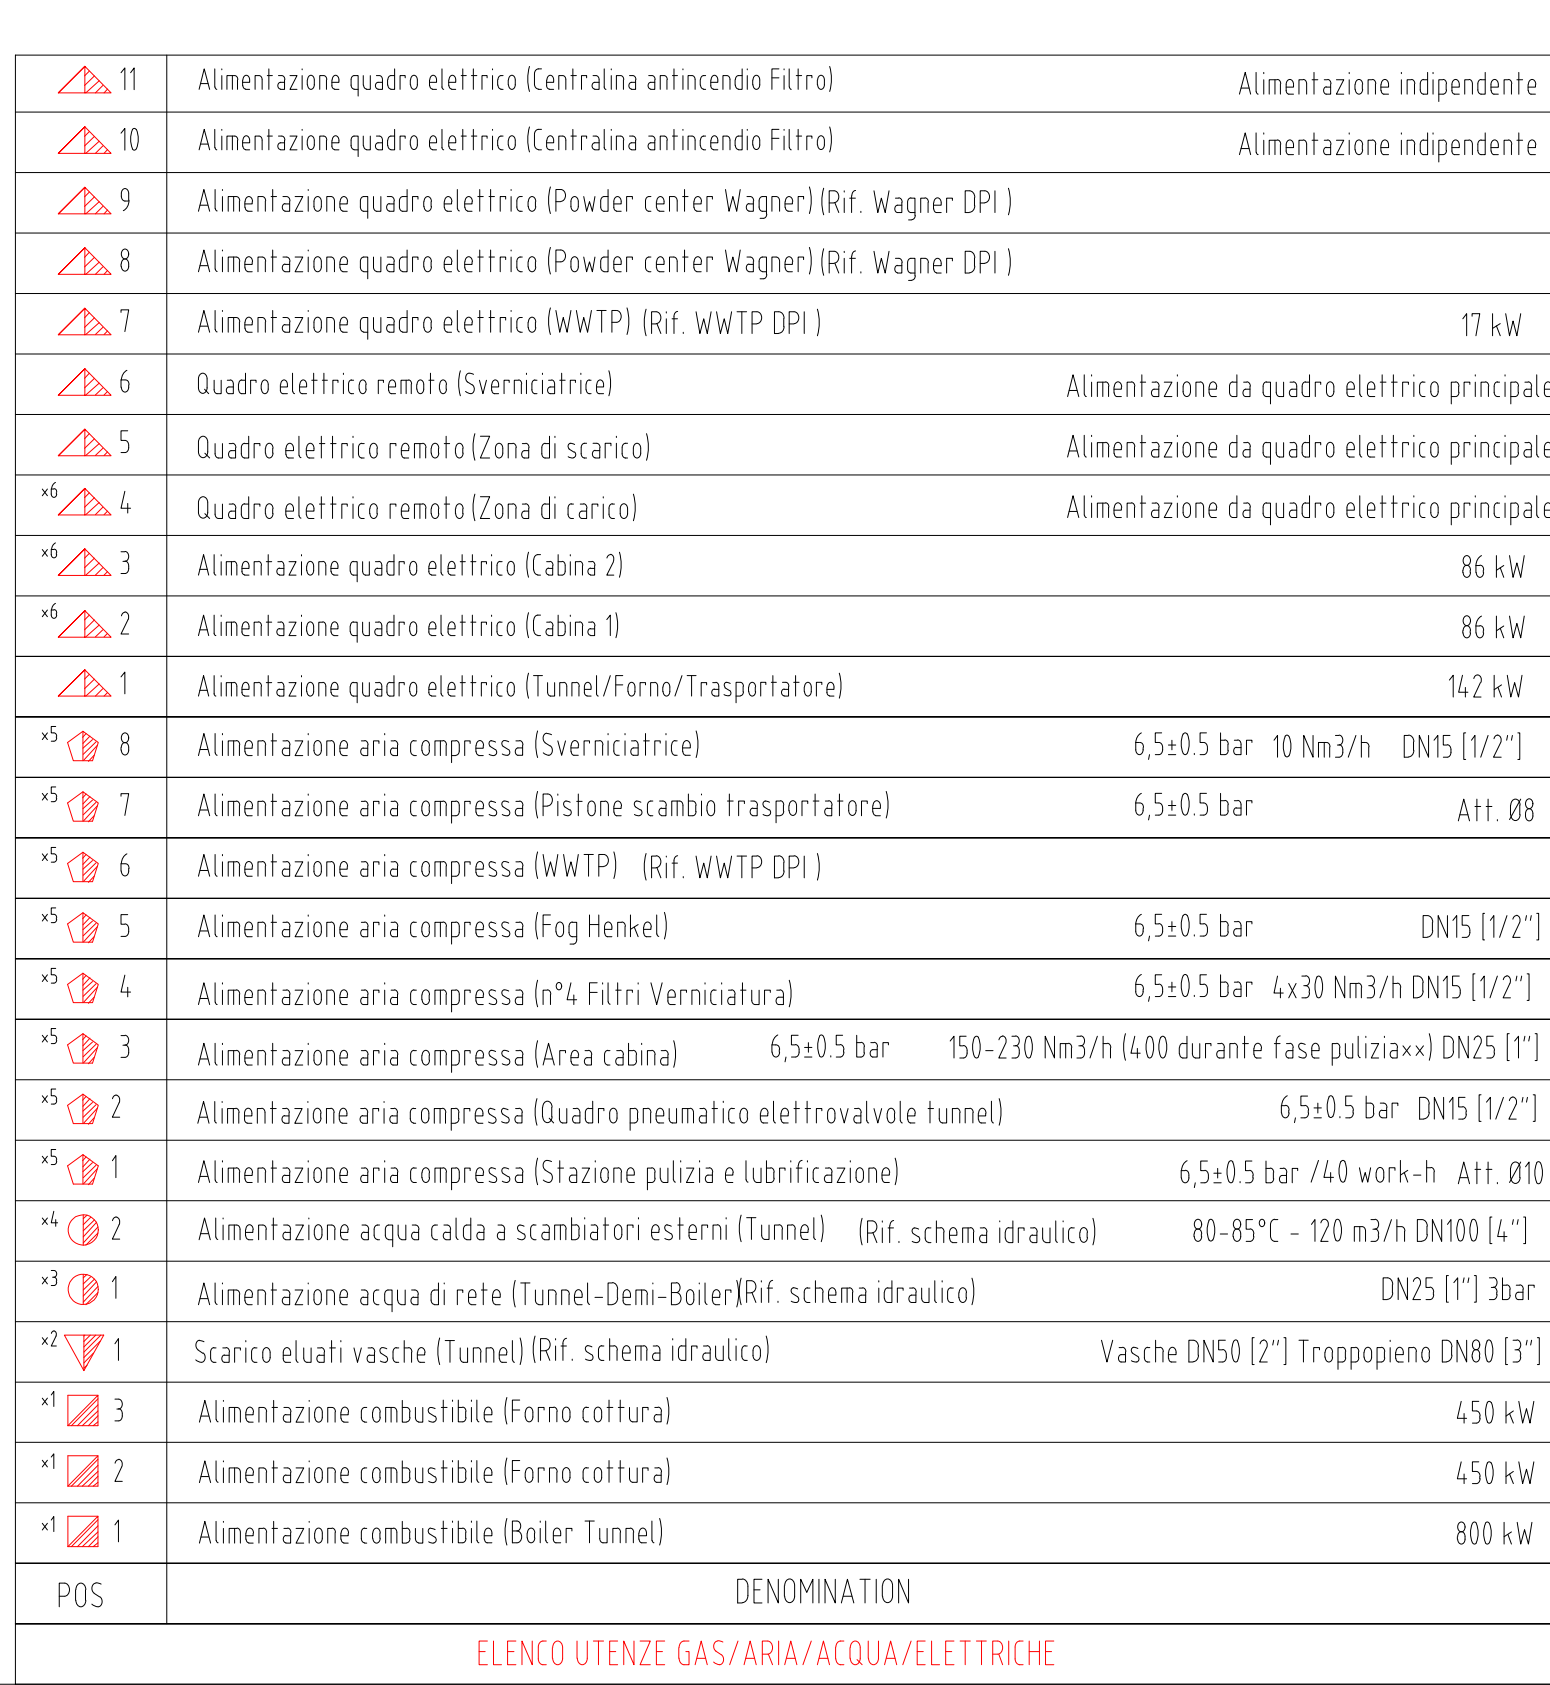 11 Alimentazione quadro elettrico (Centralina antincendio Filtro) Alimentazione indipendente
10 Alimentazione quadro elettrico (Centralina antincendio Filtro) Alimentazione indipendente
9 Alimentazione quadro elettrico (Powder center Wagner) (Rif. Wagner DPI )
8 Alimentazione quadro elettrico (Powder center Wagner) (Rif. Wagner DPI )
7 Alimentazione quadro elettrico (WWTP) (Rif. WWTP DPI ) 17 kW
6 Quadro elettrico remoto (Sverniciatrice) Alimentazione da quadro elettrico principale
5 Quadro elettrico remoto (Zona di scarico) Alimentazione da quadro elettrico principale
x6 4 Quadro elettrico remoto (Zona di carico) Alimentazione da quadro elettrico principale
x6 3 Alimentazione quadro elettrico (Cabina 2) 86 kW
x6 2 Alimentazione quadro elettrico (Cabina 1) 86 kW
1 Alimentazione quadro elettrico (Tunnel/Forno/Trasportatore) 142 kW
x5 8 Alimentazione aria compressa (Sverniciatrice) 6,5±0.5 bar 10 Nm3/h DN15 [1/2"]
x5 7 Alimentazione aria compressa (Pistone scambio trasportatore) 6,5±0.5 bar Att. Ø8
x5 6 Alimentazione aria compressa (WWTP) (Rif. WWTP DPI )
x5 5 Alimentazione aria compressa (Fog Henkel) 6,5±0.5 bar DN15 [1/2"]
x5 4 Alimentazione aria compressa (n°4 Filtri Verniciatura) 6,5±0.5 bar 4x30 Nm3/h DN15 [1/2"]
x5 3 Alimentazione aria compressa (Area cabina) 6,5±0.5 bar 150-230 Nm3/h (400 durante fase puliziaxx) DN25 [1"]
x5 2 Alimentazione aria compressa (Quadro pneumatico elettrovalvole tunnel) 6,5±0.5 bar DN15 [1/2"]
x5 1 Alimentazione aria compressa (Stazione pulizia e lubrificazione) 6,5±0.5 bar /40 work-h Att. Ø10
x4 2 Alimentazione acqua calda a scambiatori esterni (Tunnel) (Rif. schema idraulico) 80-85°C - 120 m3/h DN100 [4"]
x3 1 Alimentazione acqua di rete (Tunnel-Demi-Boiler)(Rif. schema idraulico) DN25 [1"] 3bar
x2 1 Scarico eluati vasche (Tunnel) (Rif. schema idraulico) Vasche DN50 [2"] Troppopieno DN80 [3"]
x1 3 Alimentazione combustibile (Forno cottura) 450 kW
x1 2 Alimentazione combustibile (Forno cottura) 450 kW
x1 1 Alimentazione combustibile (Boiler Tunnel) 800 kW
POS DENOMINATION
ELENCO UTENZE GAS/ARIA/ACQUA/ELETTRICHE